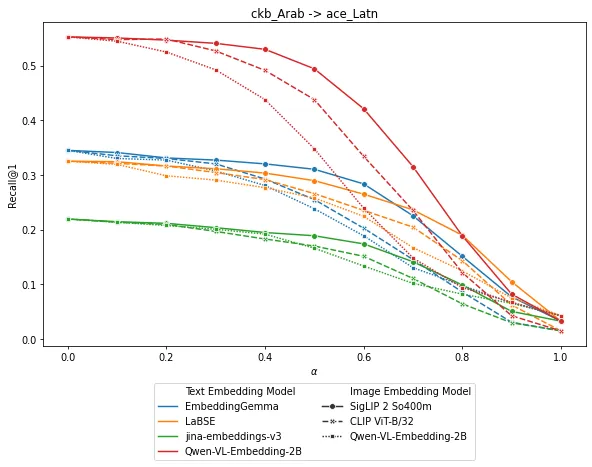 ckb_Arab -> ace_Latn
Recall@1
0.5
0.4
0.3
0.2
0.1
0.0
0.0 0.2 0.4 0.6 0.8 1.0
α
Text Embedding Model
EmbeddingGemma
LaBSE
jina-embeddings-v3
Qwen-VL-Embedding-2B
Image Embedding Model
SigLIP 2 So400m
CLIP ViT-B/32
Qwen-VL-Embedding-2B